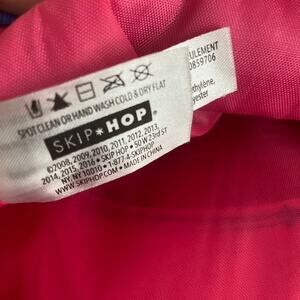 SPOT CLEAN OR HAND WASH COLD & DRY FLAT
SKIP*HOP®
©2008, 2009, 2010, 2011, 2012, 2013,
2014, 2015, 2016 • SKIP HOP • 50 W 23rd ST
NY, NY 10010 • 1-877-4-SKIPHOP
WWW.SKIPHOP.COM • MADE IN CHINA
ULEMENT
0859706
thylène,
yester